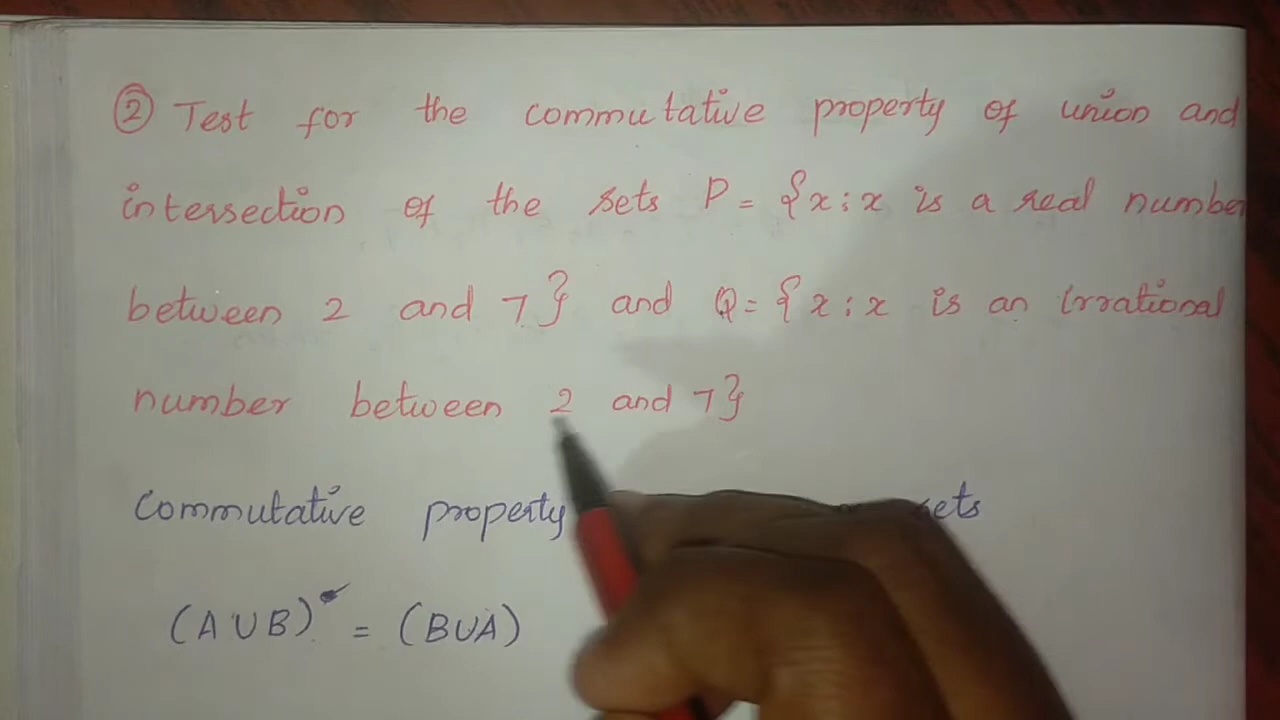 ② Test for the commutative property of union and
intersection of the sets P = {x : x is a real number
between 2 and 7} and Q = {x : x is an irrational
number between 2 and 7}
Commutative property sets
(A∪B) = (B∪A)